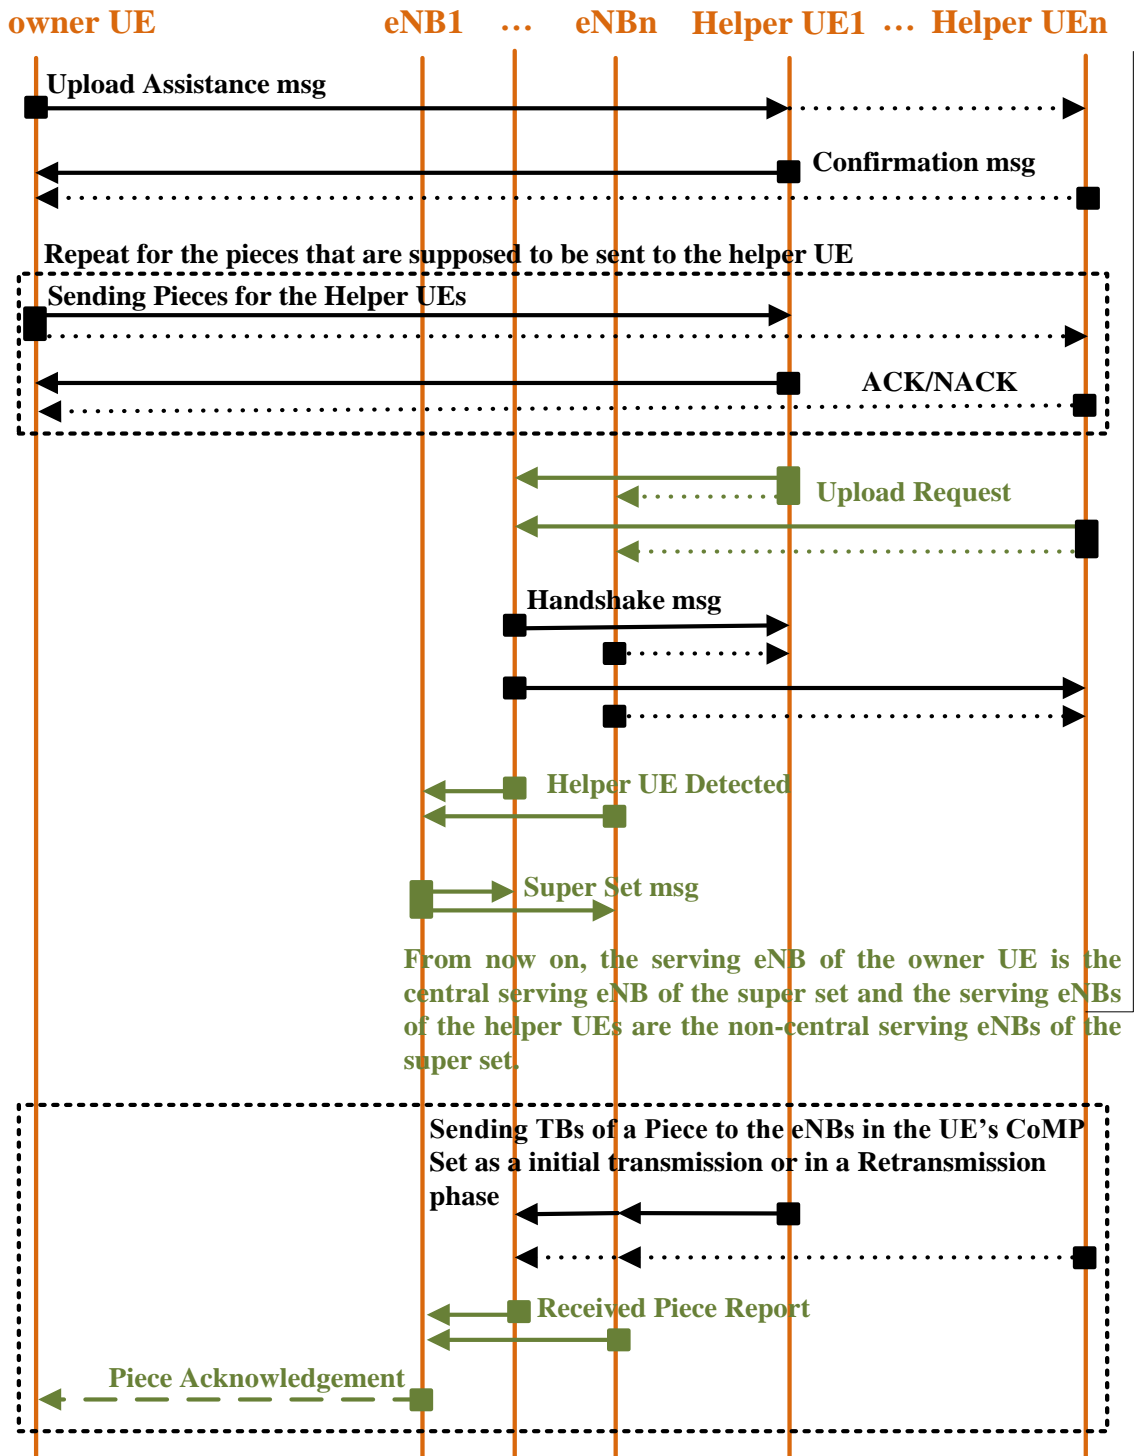 owner UE eNB1 … eNBn Helper UE1 … Helper UEn
Upload Assistance msg
Confirmation msg
Repeat for the pieces that are supposed to be sent to the helper UE
Sending Pieces for the Helper UEs
ACK/NACK
Upload Request
Handshake msg
Helper UE Detected
Super Set msg
From now on, the serving eNB of the owner UE is the
central serving eNB of the super set and the serving eNBs
of the helper UEs are the non-central serving eNBs of the
super set.
Sending TBs of a Piece to the eNBs in the UE’s CoMP
Set as a initial transmission or in a Retransmission
phase
Received Piece Report
Piece Acknowledgement